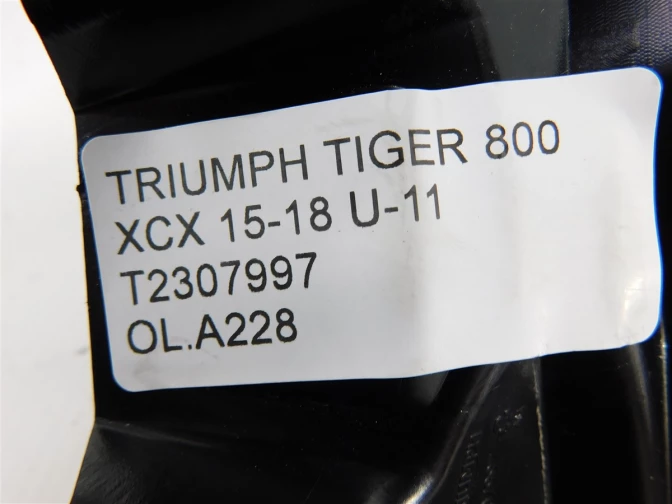 TRIUMPH TIGER 800
XCX 15-18 U-11
T2307997
OL.A228